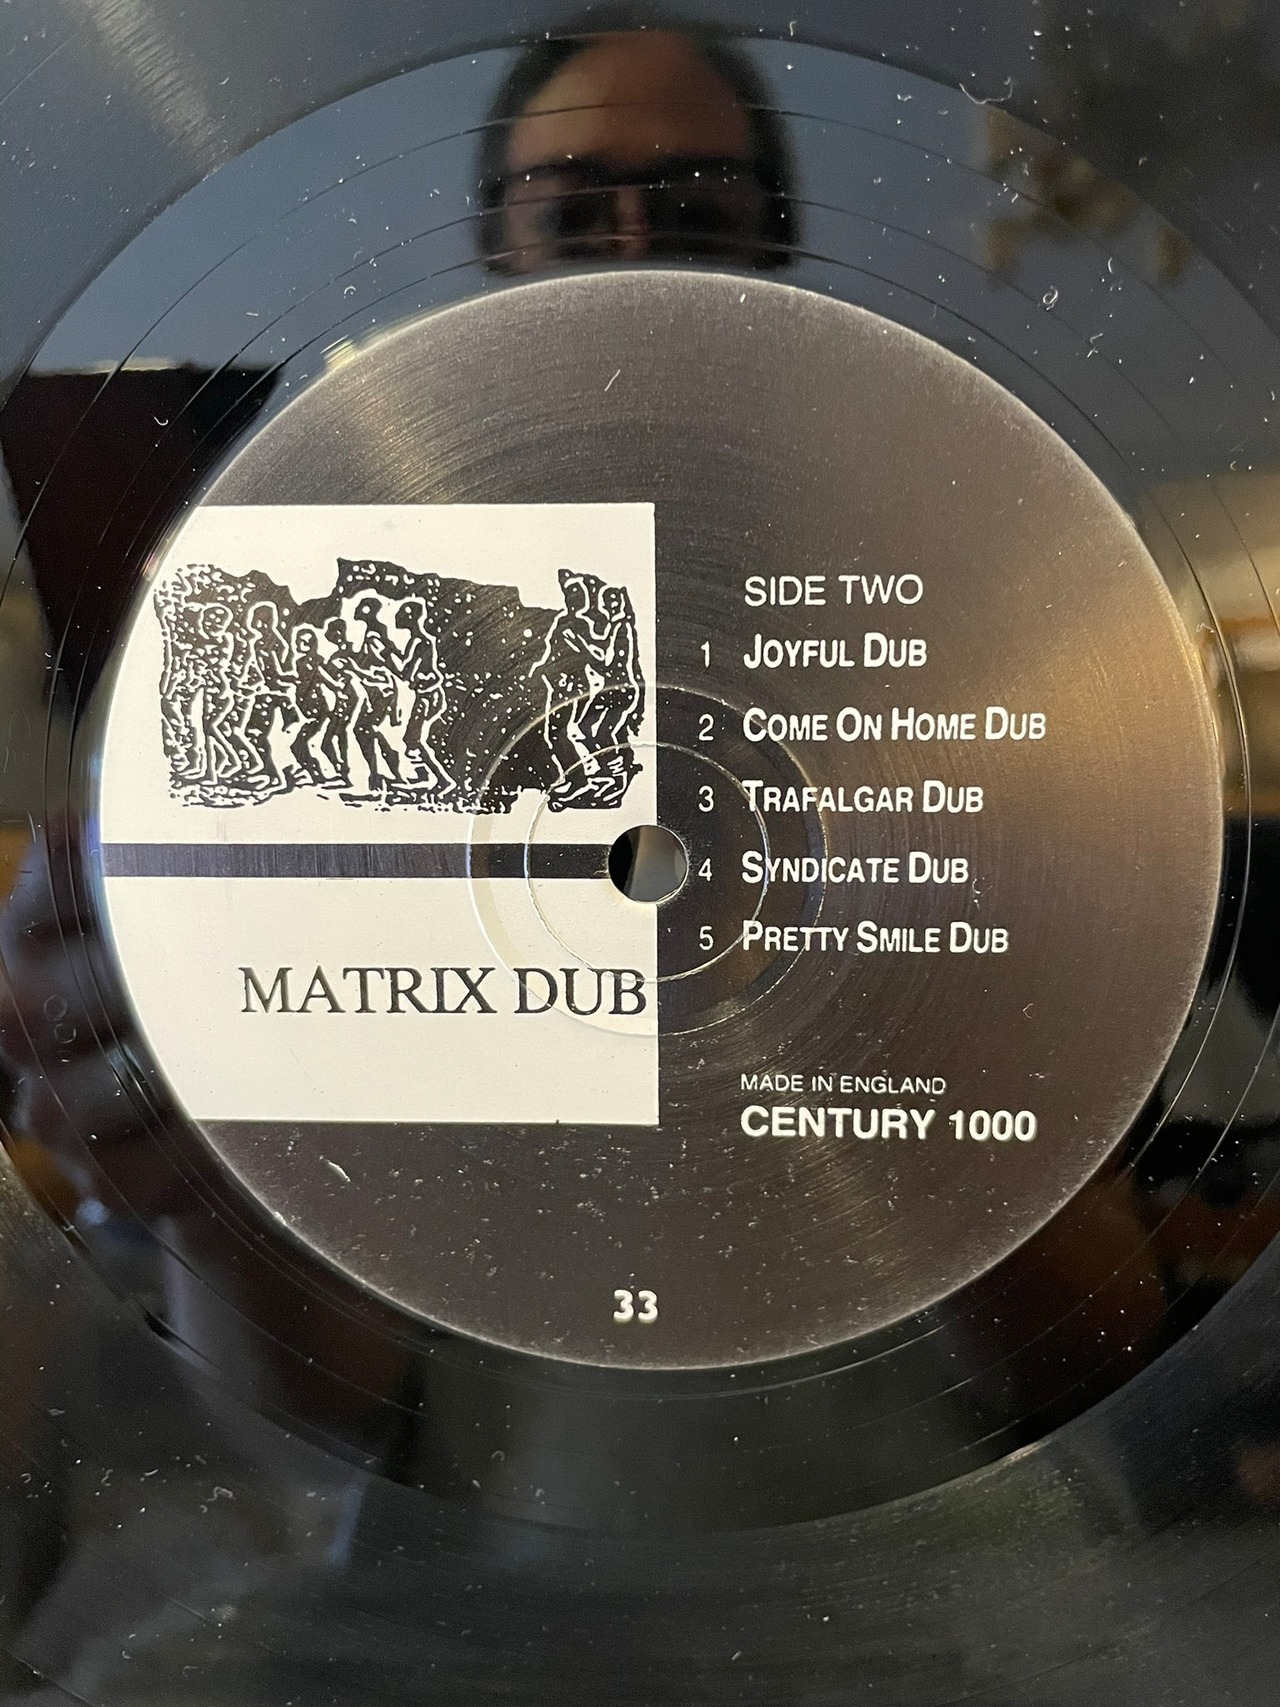 SIDE TWO
1 JOYFUL DUB
2 COME ON HOME DUB
3 TRAFALGAR DUB
4 SYNDICATE DUB
5 PRETTY SMILE DUB
MATRIX DUB
MADE IN ENGLAND
CENTURY 1000
33